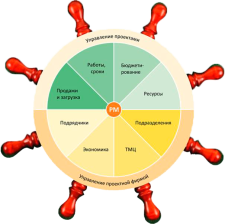 Управление проектами
Работы,
сроки
Бюджети-
рование
Продажи
и загрузка
Ресурсы
PM
Подрядчики
Подразделения
Экономика
ТМЦ
Управление проектной фирмой